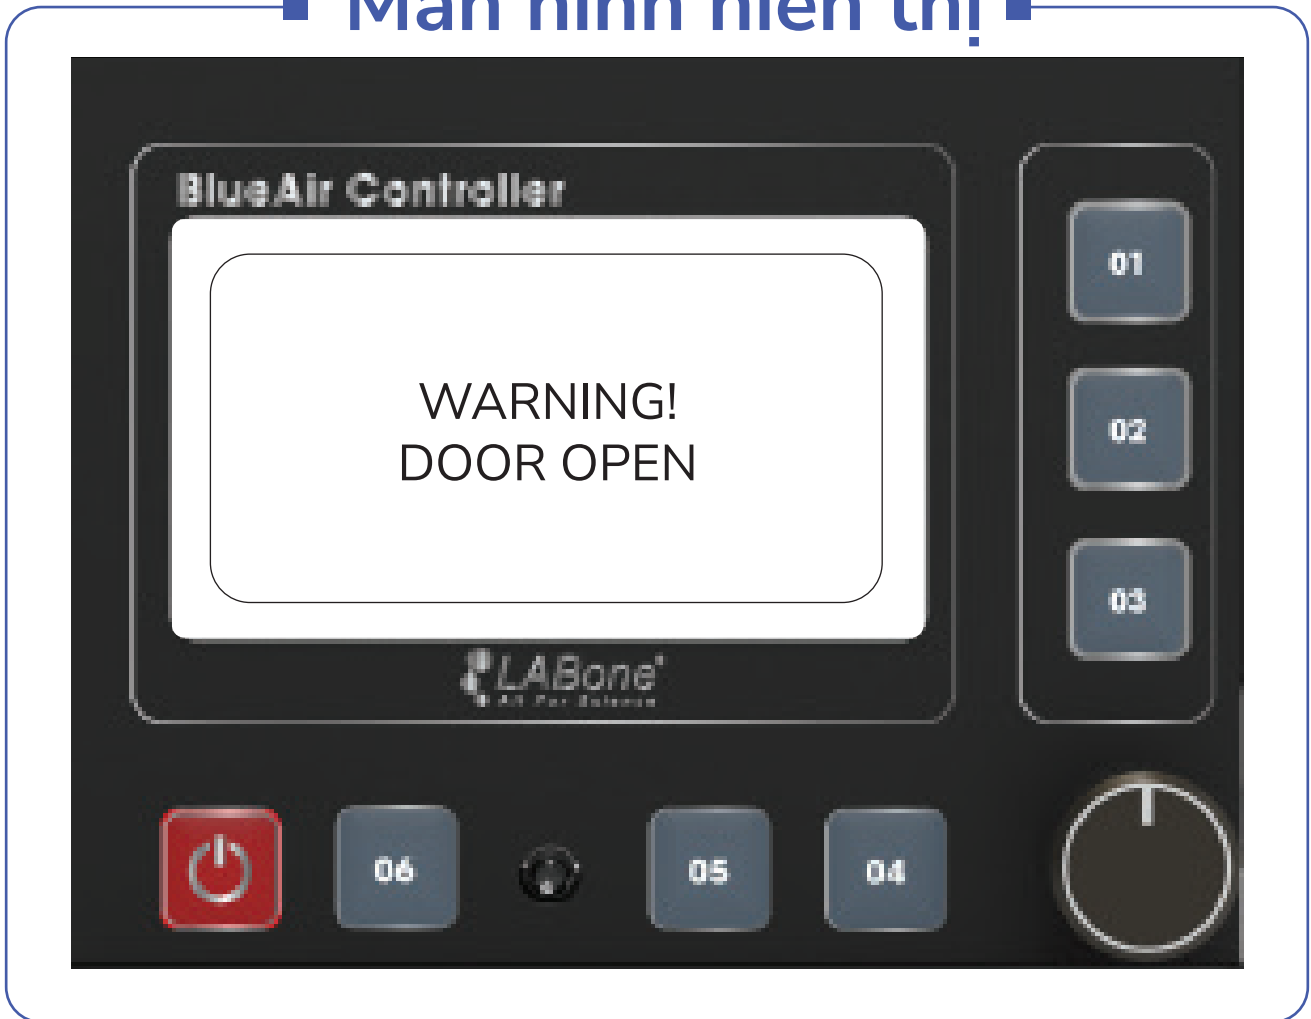 Màn hình hiển thị
BlueAir Controller
WARNING!
DOOR OPEN
LABone
01
02
03
06
05
04